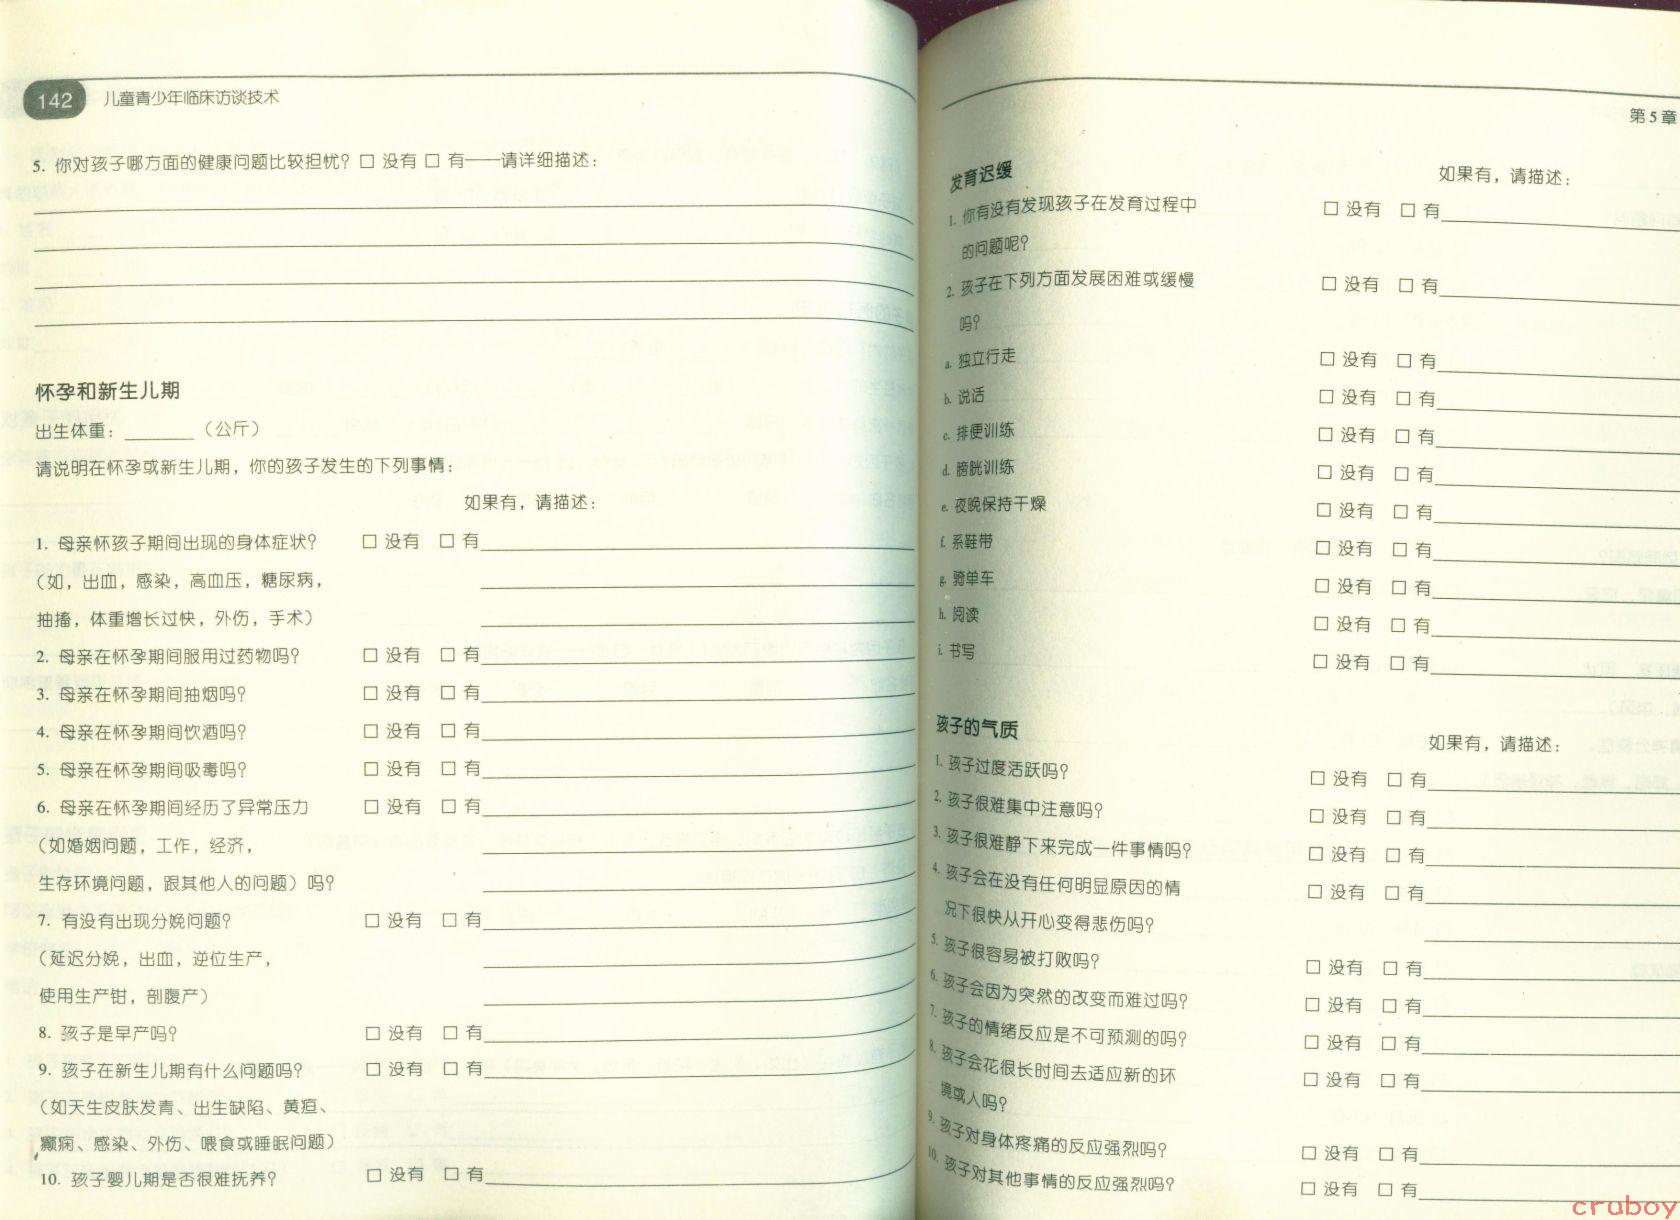 142 儿童青少年临床访谈技术
5. 你对孩子哪方面的健康问题比较担忧？□ 没有 □ 有——请详细描述：
怀孕和新生儿期
出生体重：_______（公斤）
请说明在怀孕或新生儿期，你的孩子发生的下列事情：
如果有，请描述：
1. 母亲怀孩子期间出现的身体症状？ □ 没有 □ 有
（如，出血，感染，高血压，糖尿病，
抽搐，体重增长过快，外伤，手术）
2. 母亲在怀孕期间服用过药物吗？ □ 没有 □ 有
3. 母亲在怀孕期间抽烟吗？ □ 没有 □ 有
4. 母亲在怀孕期间饮酒吗？ □ 没有 □ 有
5. 母亲在怀孕期间吸毒吗？ □ 没有 □ 有
6. 母亲在怀孕期间经历了异常压力 □ 没有 □ 有
（如婚姻问题，工作，经济，
生存环境问题，跟其他人的问题）吗？
7. 有没有出现分娩问题？ □ 没有 □ 有
（延迟分娩，出血，逆位生产，
使用生产钳，剖腹产）
8. 孩子是早产吗？ □ 没有 □ 有
9. 孩子在新生儿期有什么问题吗？ □ 没有 □ 有
（如天生皮肤发青、出生缺陷、黄疸、
癫痫、感染、外伤、喂食或睡眠问题）
10. 孩子婴儿期是否很难抚养？ □ 没有 □ 有
第 5 章
发育迟缓
如果有，请描述：
1. 你有没有发现孩子在发育过程中 □ 没有 □ 有
的问题呢？
2. 孩子在下列方面发展困难或缓慢 □ 没有 □ 有
吗？
a. 独立行走 □ 没有 □ 有
b. 说话 □ 没有 □ 有
c. 排便训练 □ 没有 □ 有
d. 膀胱训练 □ 没有 □ 有
e. 夜晚保持干燥 □ 没有 □ 有
f. 系鞋带 □ 没有 □ 有
g. 骑单车 □ 没有 □ 有
h. 阅读 □ 没有 □ 有
i. 书写 □ 没有 □ 有
孩子的气质
如果有，请描述：
1. 孩子过度活跃吗？ □ 没有 □ 有
2. 孩子很难集中注意吗？ □ 没有 □ 有
3. 孩子很难静下来完成一件事情吗？ □ 没有 □ 有
4. 孩子会在没有任何明显原因的情 □ 没有 □ 有
况下很快从开心变得悲伤吗？
5. 孩子很容易被打败吗？ □ 没有 □ 有
6. 孩子会因为突然的改变而难过吗？ □ 没有 □ 有
7. 孩子的情绪反应是不可预测的吗？ □ 没有 □ 有
8. 孩子会花很长时间去适应新的环 □ 没有 □ 有
境或人吗？
9. 孩子对身体疼痛的反应强烈吗？ □ 没有 □ 有
10. 孩子对其他事情的反应强烈吗？ □ 没有 □ 有
cruboy